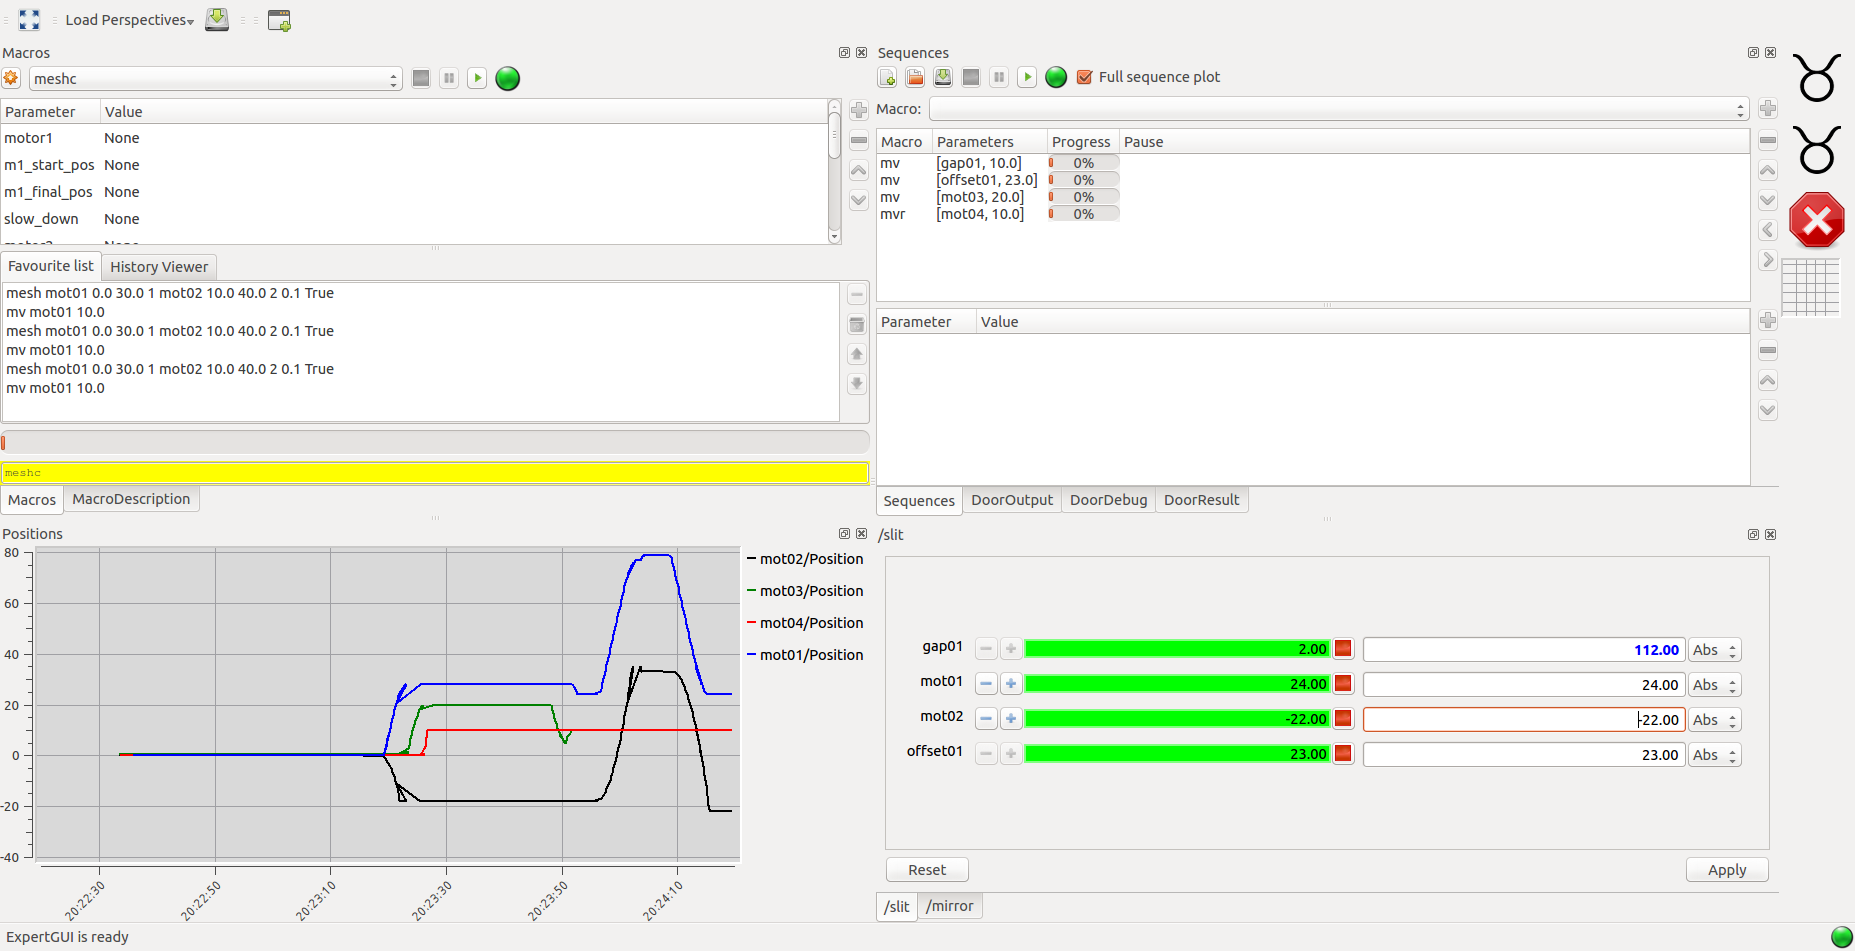 Load Perspectives
Macros
meshc
Parameter Value
motor1 None
m1_start_pos None
m1_final_pos None
slow_down None
Favourite list History Viewer
mesh mot01 0.0 30.0 1 mot02 10.0 40.0 2 0.1 True
mv mot01 10.0
mesh mot01 0.0 30.0 1 mot02 10.0 40.0 2 0.1 True
mv mot01 10.0
mesh mot01 0.0 30.0 1 mot02 10.0 40.0 2 0.1 True
mv mot01 10.0
meshc
Macros MacroDescription
Sequences
Full sequence plot
Macro:
Macro Parameters Progress Pause
mv [gap01, 10.0] 0%
mv [offset01, 23.0] 0%
mv [mot03, 20.0] 0%
mvr [mot04, 10.0] 0%
Parameter Value
Sequences DoorOutput DoorDebug DoorResult
Positions
80
60
40
20
0
-20
-40
20:22:30 20:22:50 20:23:10 20:23:30 20:23:50 20:24:10
mot02/Position
mot03/Position
mot04/Position
mot01/Position
/slit
gap01 2.00 112.00 Abs
mot01 24.00 24.00 Abs
mot02 -22.00 -22.00 Abs
offset01 23.00 23.00 Abs
Reset Apply
/slit /mirror
ExpertGUI is ready